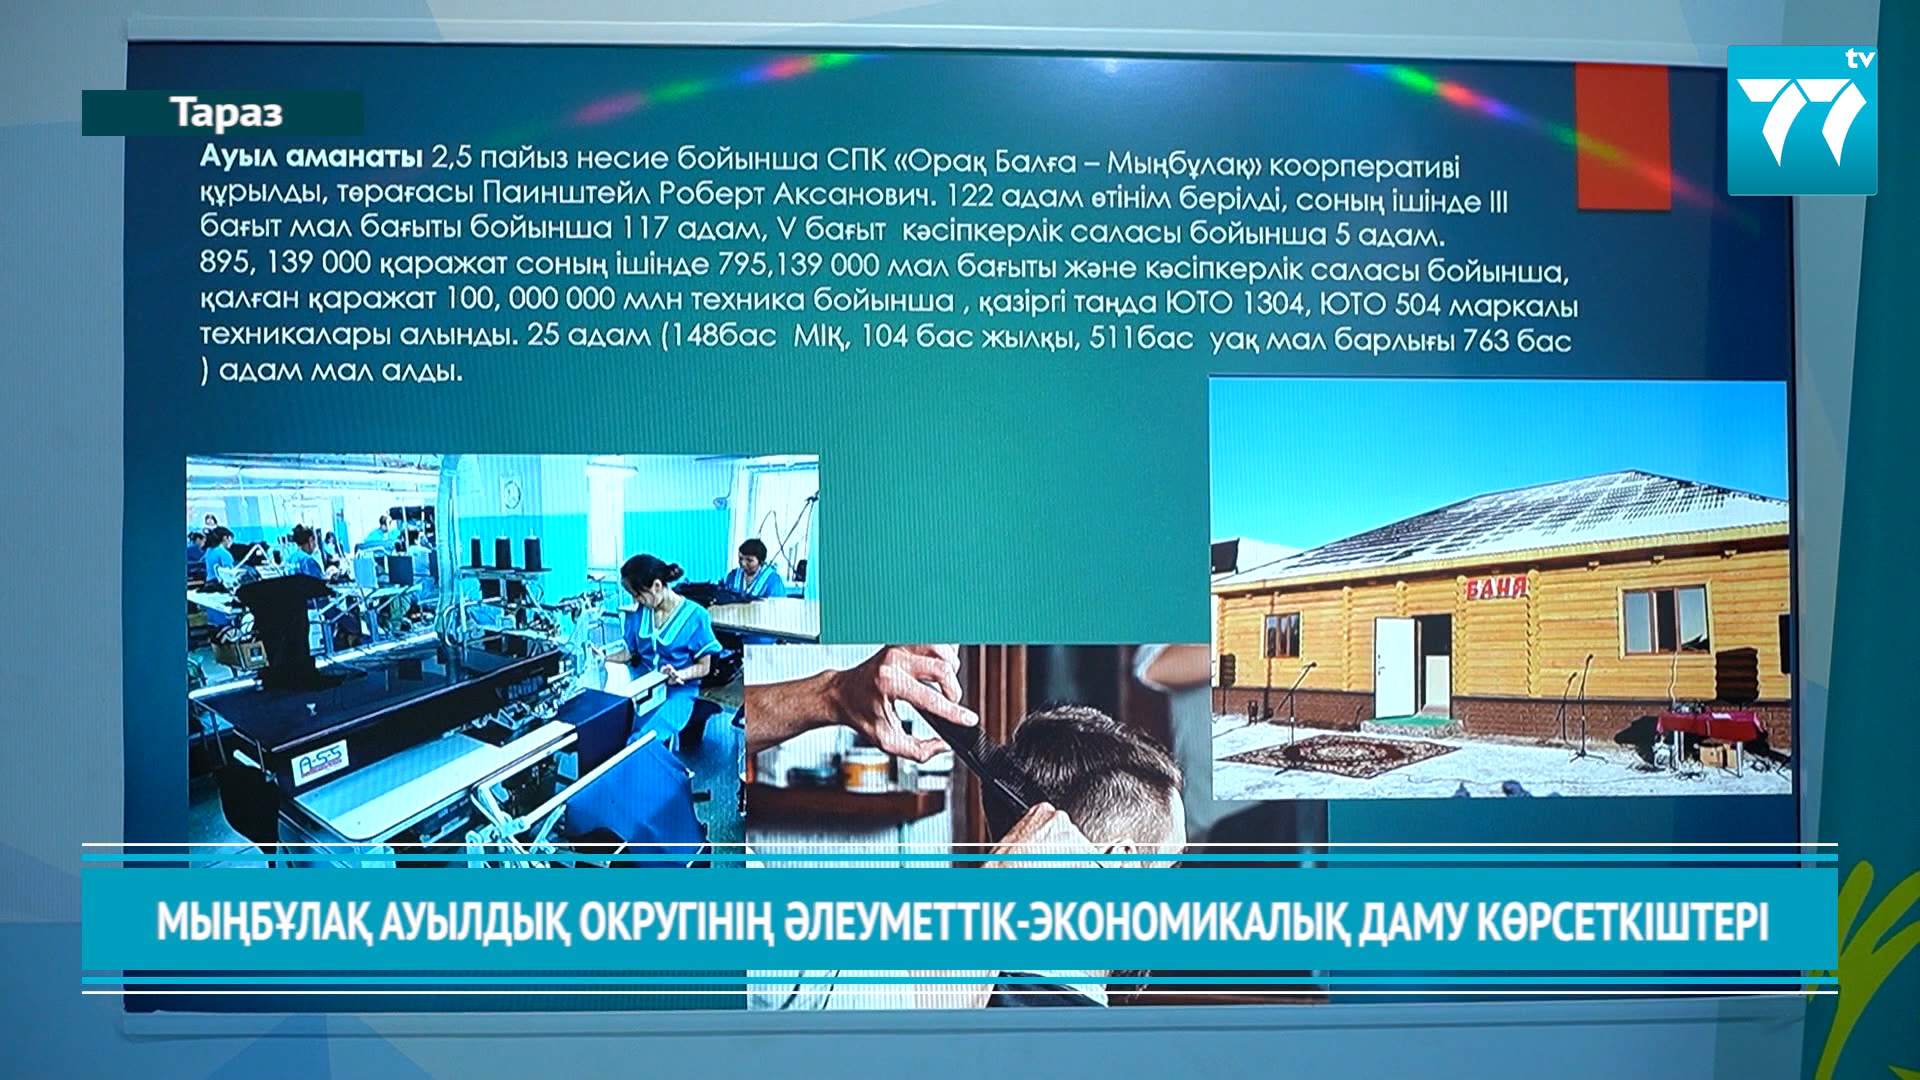 tv
77
Тараз
Ауыл аманаты 2,5 пайыз несие бойынша СПК «Орақ Балға – Мыңбұлақ» коорперативі
құрылды, төрағасы Паинштейл Роберт Аксанович. 122 адам өтінім берілді, соның ішінде III
бағыт мал бағыты бойынша 117 адам, V бағыт кәсіпкерлік саласы бойынша 5 адам.
895, 139 000 қаражат соның ішінде 795,139 000 мал бағыты және кәсіпкерлік саласы бойынша,
қалған қаражат 100, 000 000 млн техника бойынша , қазіргі таңда ЮТО 1304, ЮТО 504 маркалы
техникалары алынды. 25 адам (148бас МІҚ, 104 бас жылқы, 511бас уақ мал барлығы 763 бас
) адам мал алды.
БАНЯ
A-S-S
МЫҢБҰЛАҚ АУЫЛДЫҚ ОКРУГІНІҢ ӘЛЕУМЕТТІК-ЭКОНОМИКАЛЫҚ ДАМУ КӨРСЕТКІШТЕРІ